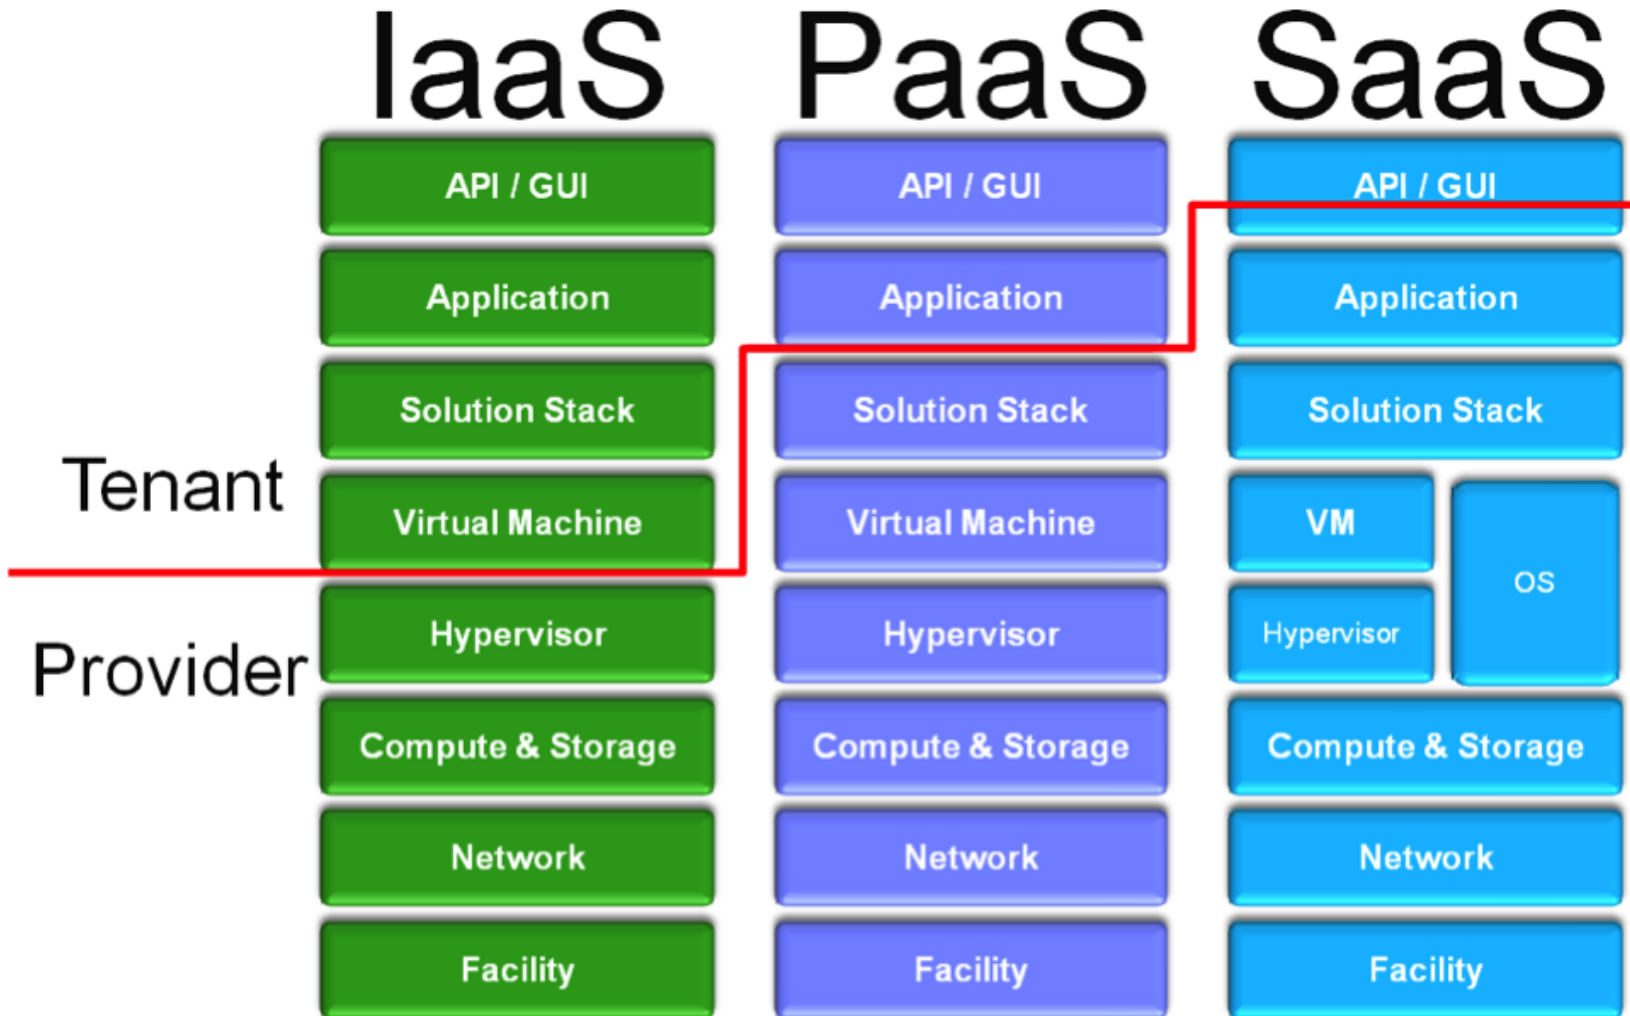 IaaS PaaS SaaS
API / GUI API / GUI API / GUI
Application Application Application
Solution Stack Solution Stack Solution Stack
Tenant
Virtual Machine Virtual Machine VM
OS
Hypervisor Hypervisor Hypervisor
Provider
Compute & Storage Compute & Storage Compute & Storage
Network Network Network
Facility Facility Facility